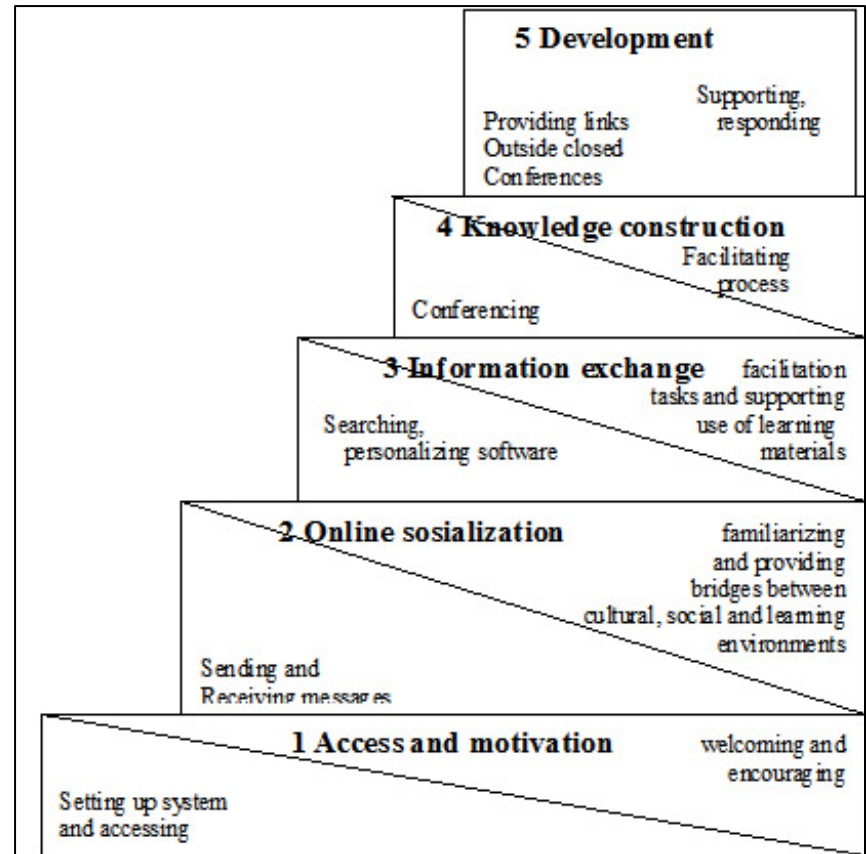 5 Development
Supporting,
responding
Providing links
Outside closed
Conferences
4 Knowledge construction
Facilitating
process
Conferencing
3 Information exchange
facilitation
tasks and supporting
use of learning
materials
Searching,
personalizing software
2 Online sosialization
familiarizing
and providing
bridges between
cultural, social and learning
environments
Sending and
Receiving messages
1 Access and motivation
welcoming and
encouraging
Setting up system
and accessing